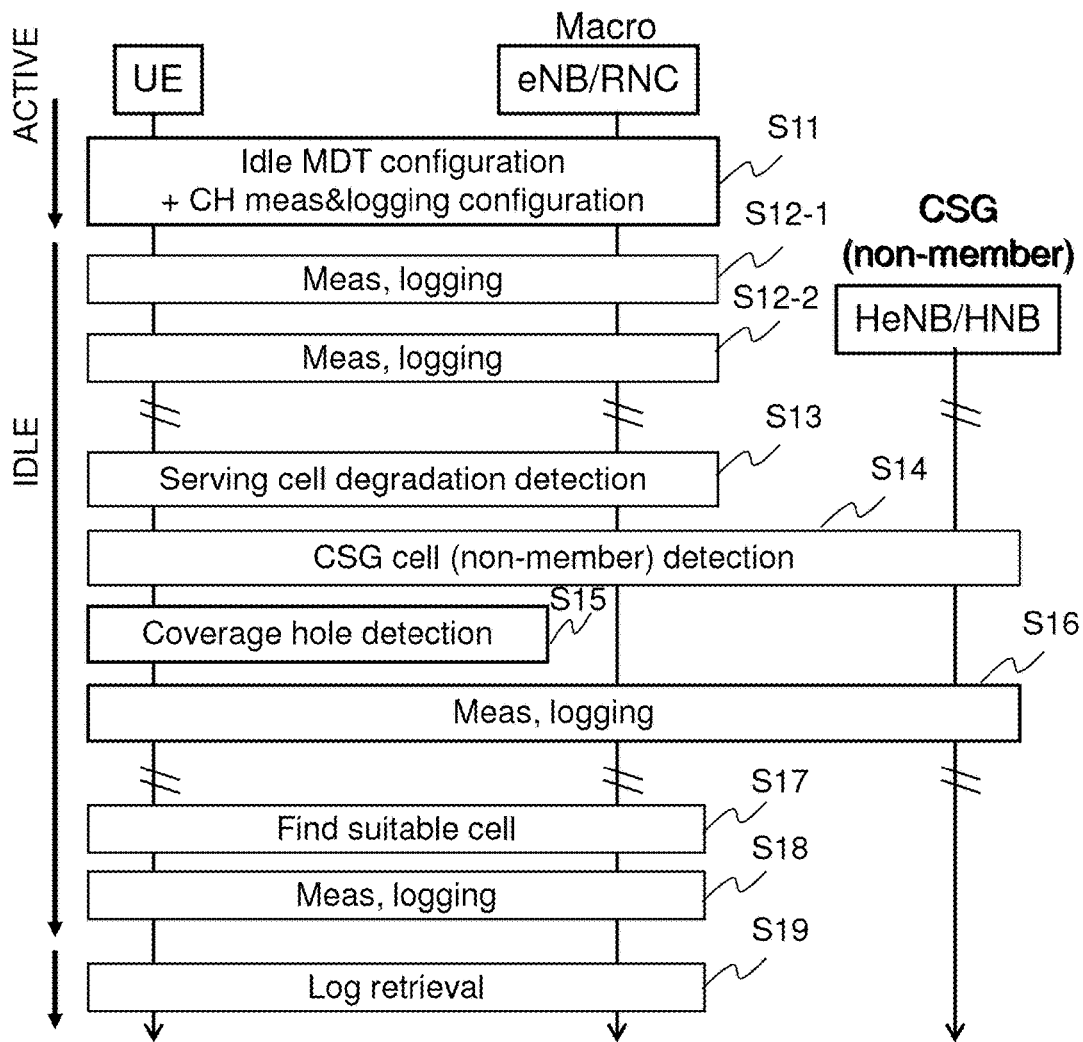 ACTIVE
UE
Macro
eNB/RNC
S11
Idle MDT configuration
+ CH meas&logging configuration
S12-1
CSG
(non-member)
Meas, logging
S12-2
HeNB/HNB
Meas, logging
IDLE
S13
Serving cell degradation detection
S14
CSG cell (non-member) detection
S15
Coverage hole detection
S16
Meas, logging
S17
Find suitable cell
S18
Meas, logging
S19
Log retrieval